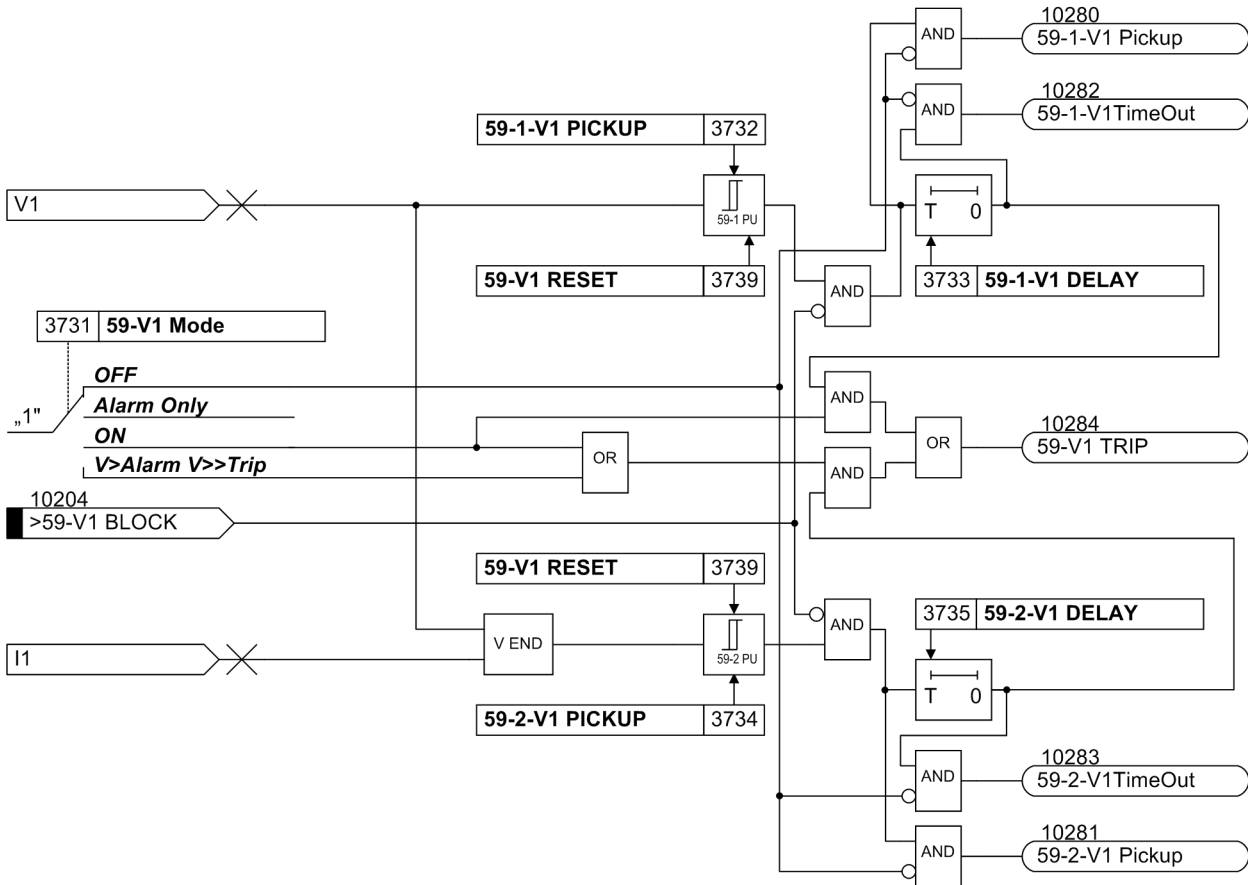 10280
AND
59-1-V1 Pickup
10282
AND
59-1-V1TimeOut
59-1-V1 PICKUP 3732
V1
59-1 PU
T 0
59-V1 RESET 3739
AND
3733 59-1-V1 DELAY
3731 59-V1 Mode
OFF
Alarm Only
„1"
ON
V>Alarm V>>Trip
OR
AND
AND
OR
10284
59-V1 TRIP
10204
>59-V1 BLOCK
59-V1 RESET 3739
AND
3735 59-2-V1 DELAY
I1
V END
59-2 PU
T 0
59-2-V1 PICKUP 3734
10283
AND
59-2-V1TimeOut
10281
AND
59-2-V1 Pickup